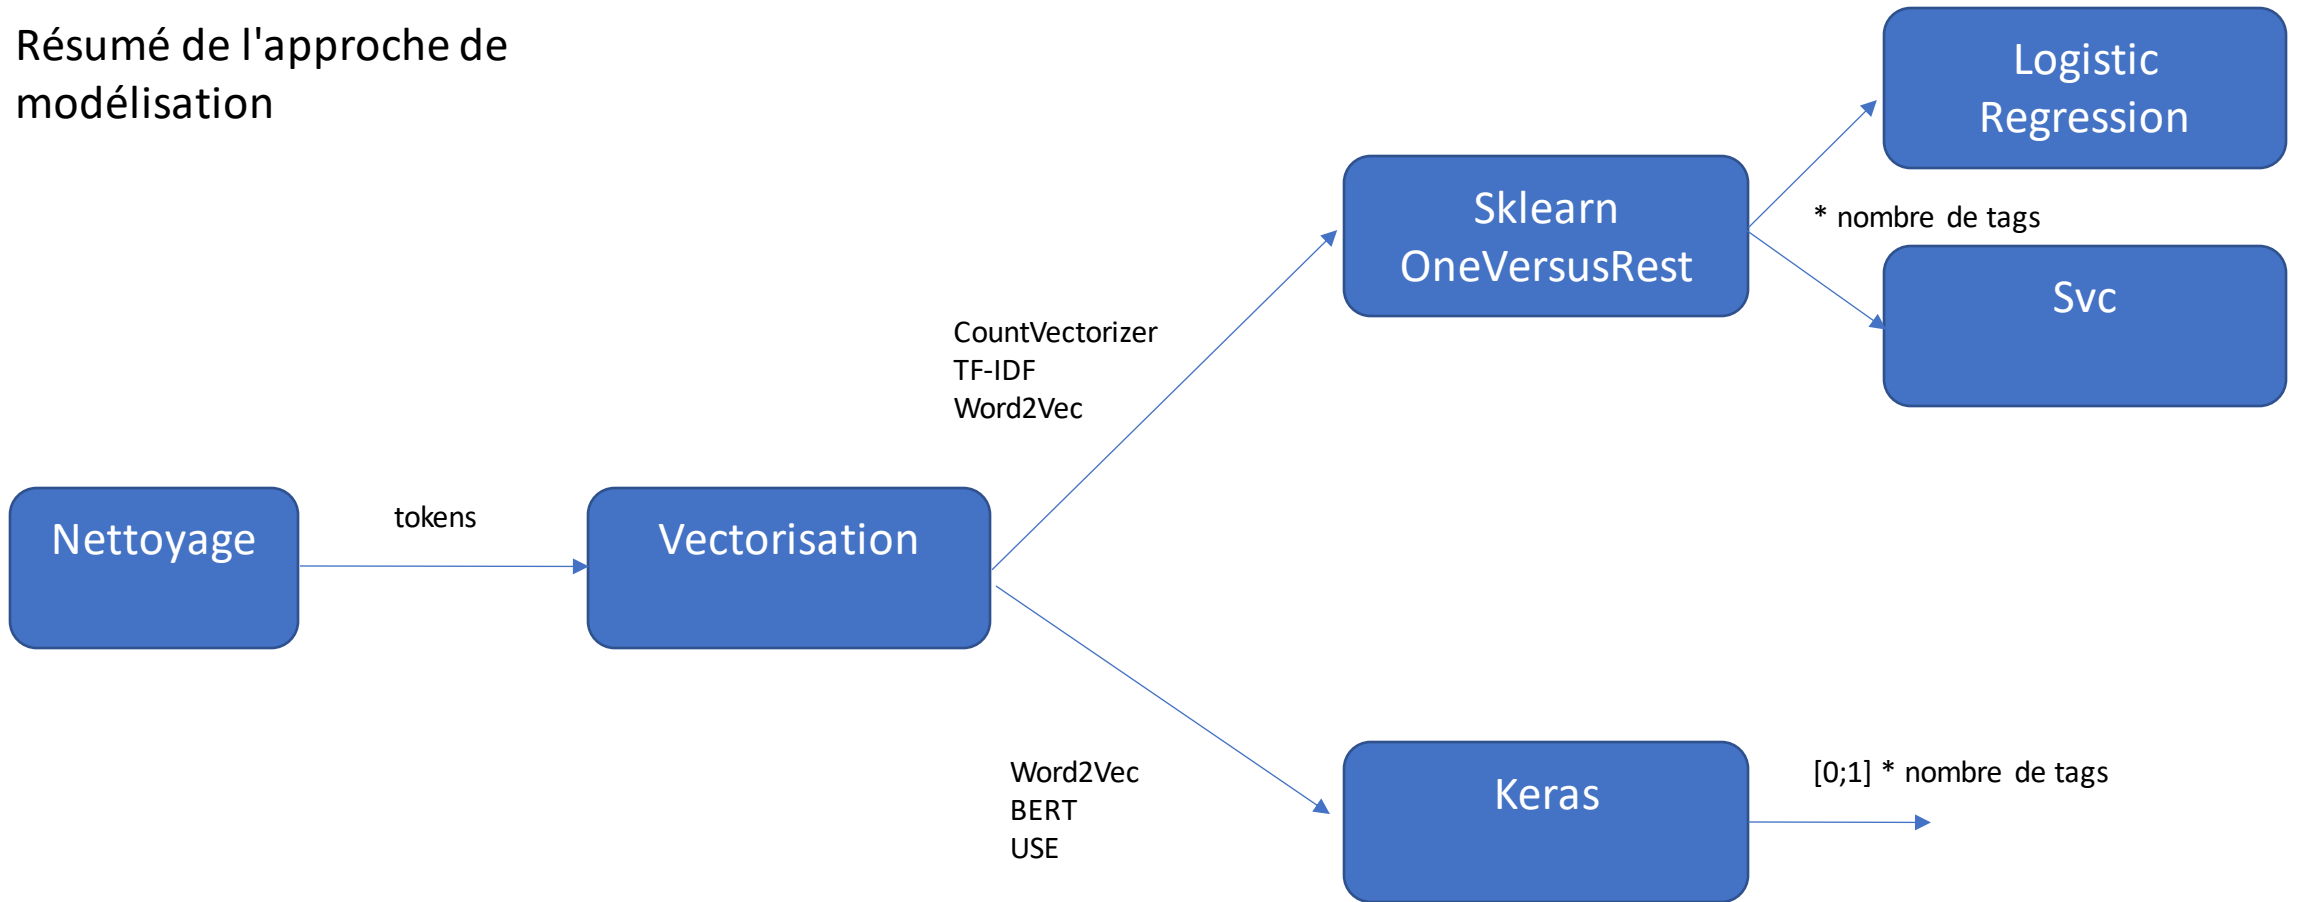 Résumé de l'approche de
modélisation
Logistic
Regression
Sklearn
OneVersusRest
* nombre de tags
Svc
CountVectorizer
TF-IDF
Word2Vec
Nettoyage
tokens
Vectorisation
Word2Vec
BERT
USE
Keras
[0;1] * nombre de tags